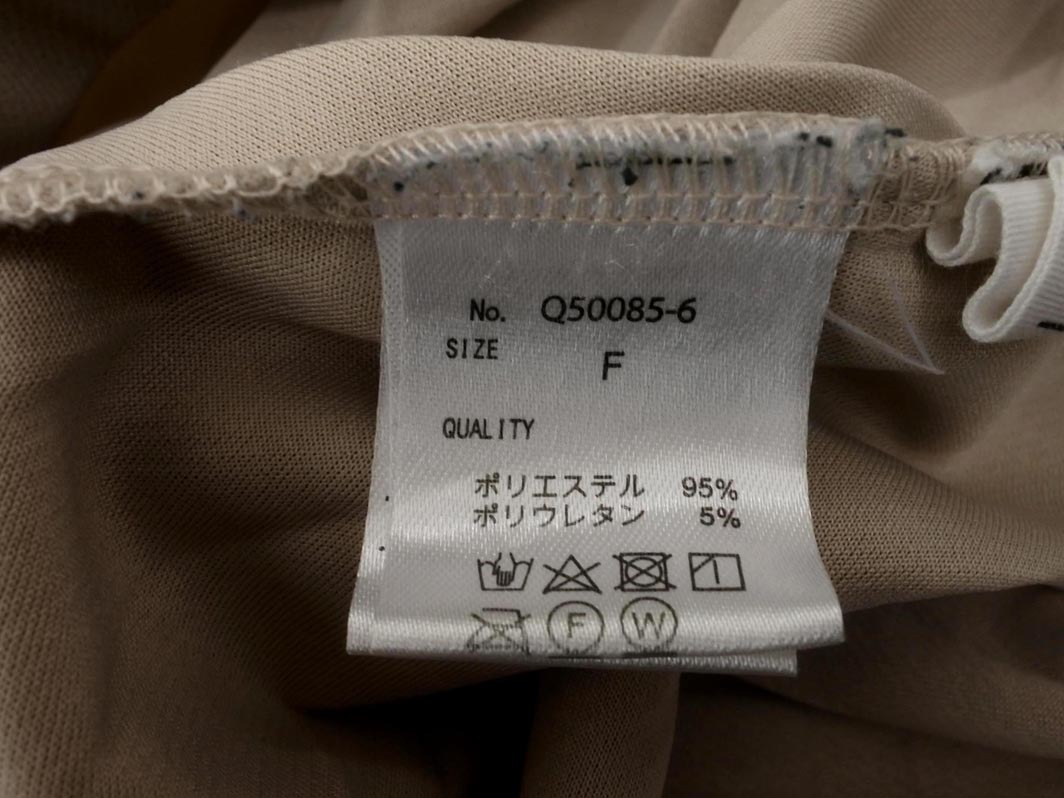 No. Q50085-6
SIZE F
QUALITY
ポリエステル 95%
ポリウレタン 5%
F W